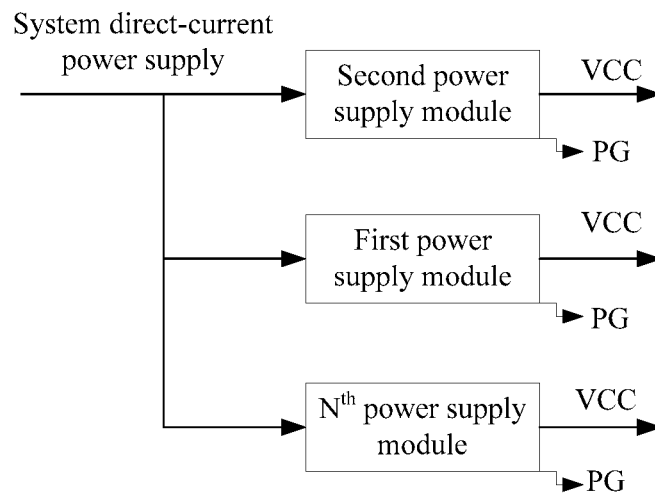 System direct-current
power supply
Second power
supply module
VCC
PG
First power
supply module
VCC
PG
Nth power supply
module
VCC
PG